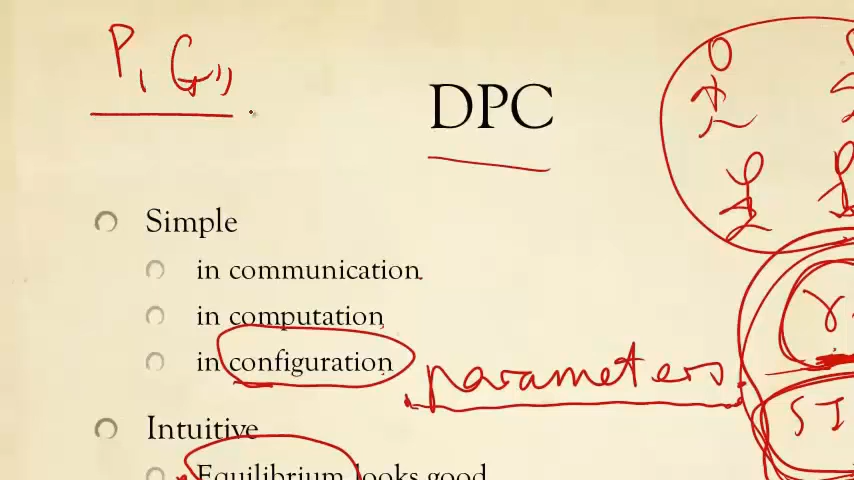 P, G,,
DPC
Simple
in communication
in computation
in configuration
parameters
Intuitive
Equilibrium looks good